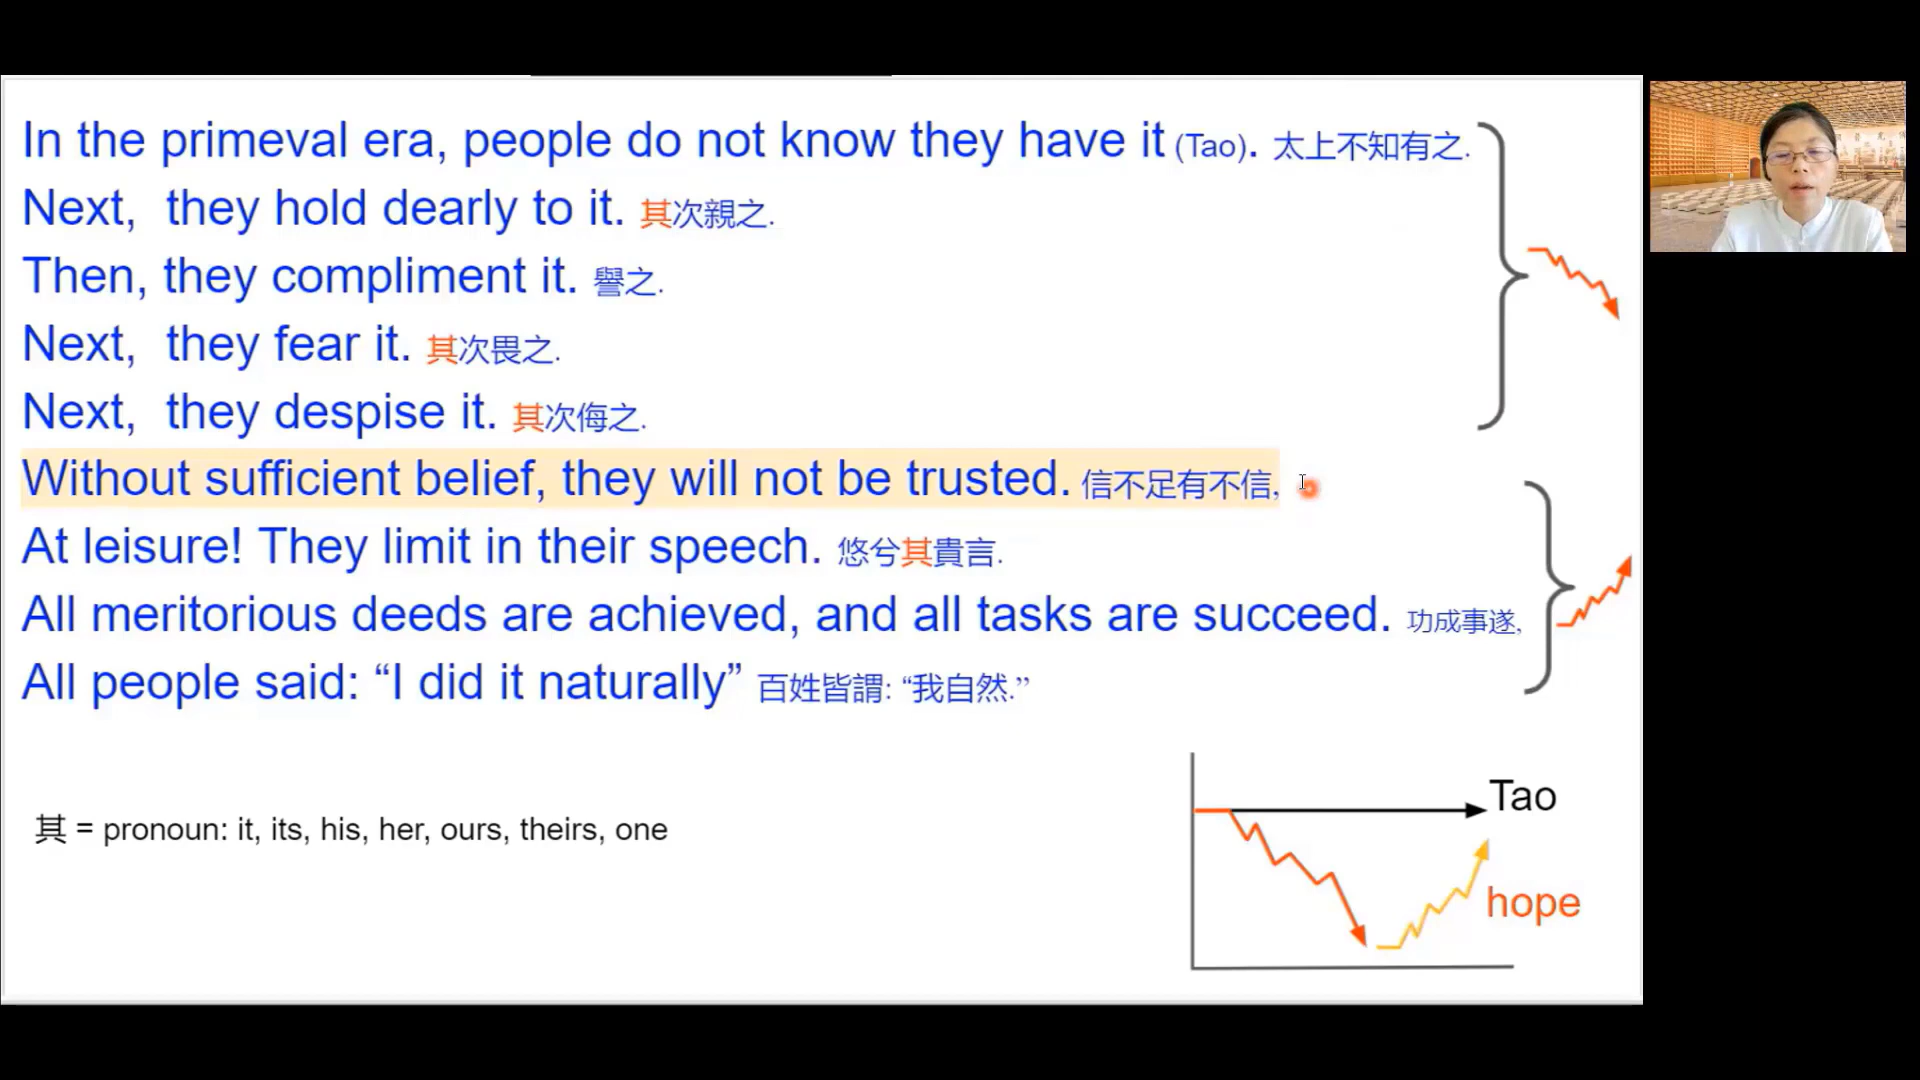 In the primeval era, people do not know they have it (Tao). 太上不知有之.
Next, they hold dearly to it. 其次親之.
Then, they compliment it. 譽之.
Next, they fear it. 其次畏之.
Next, they despise it. 其次侮之.
Without sufficient belief, they will not be trusted. 信不足有不信,
At leisure! They limit in their speech. 悠兮其貴言.
All meritorious deeds are achieved, and all tasks are succeed. 功成事遂,
All people said: “I did it naturally” 百姓皆謂: “我自然.”
其 = pronoun: it, its, his, her, ours, theirs, one
Tao
hope